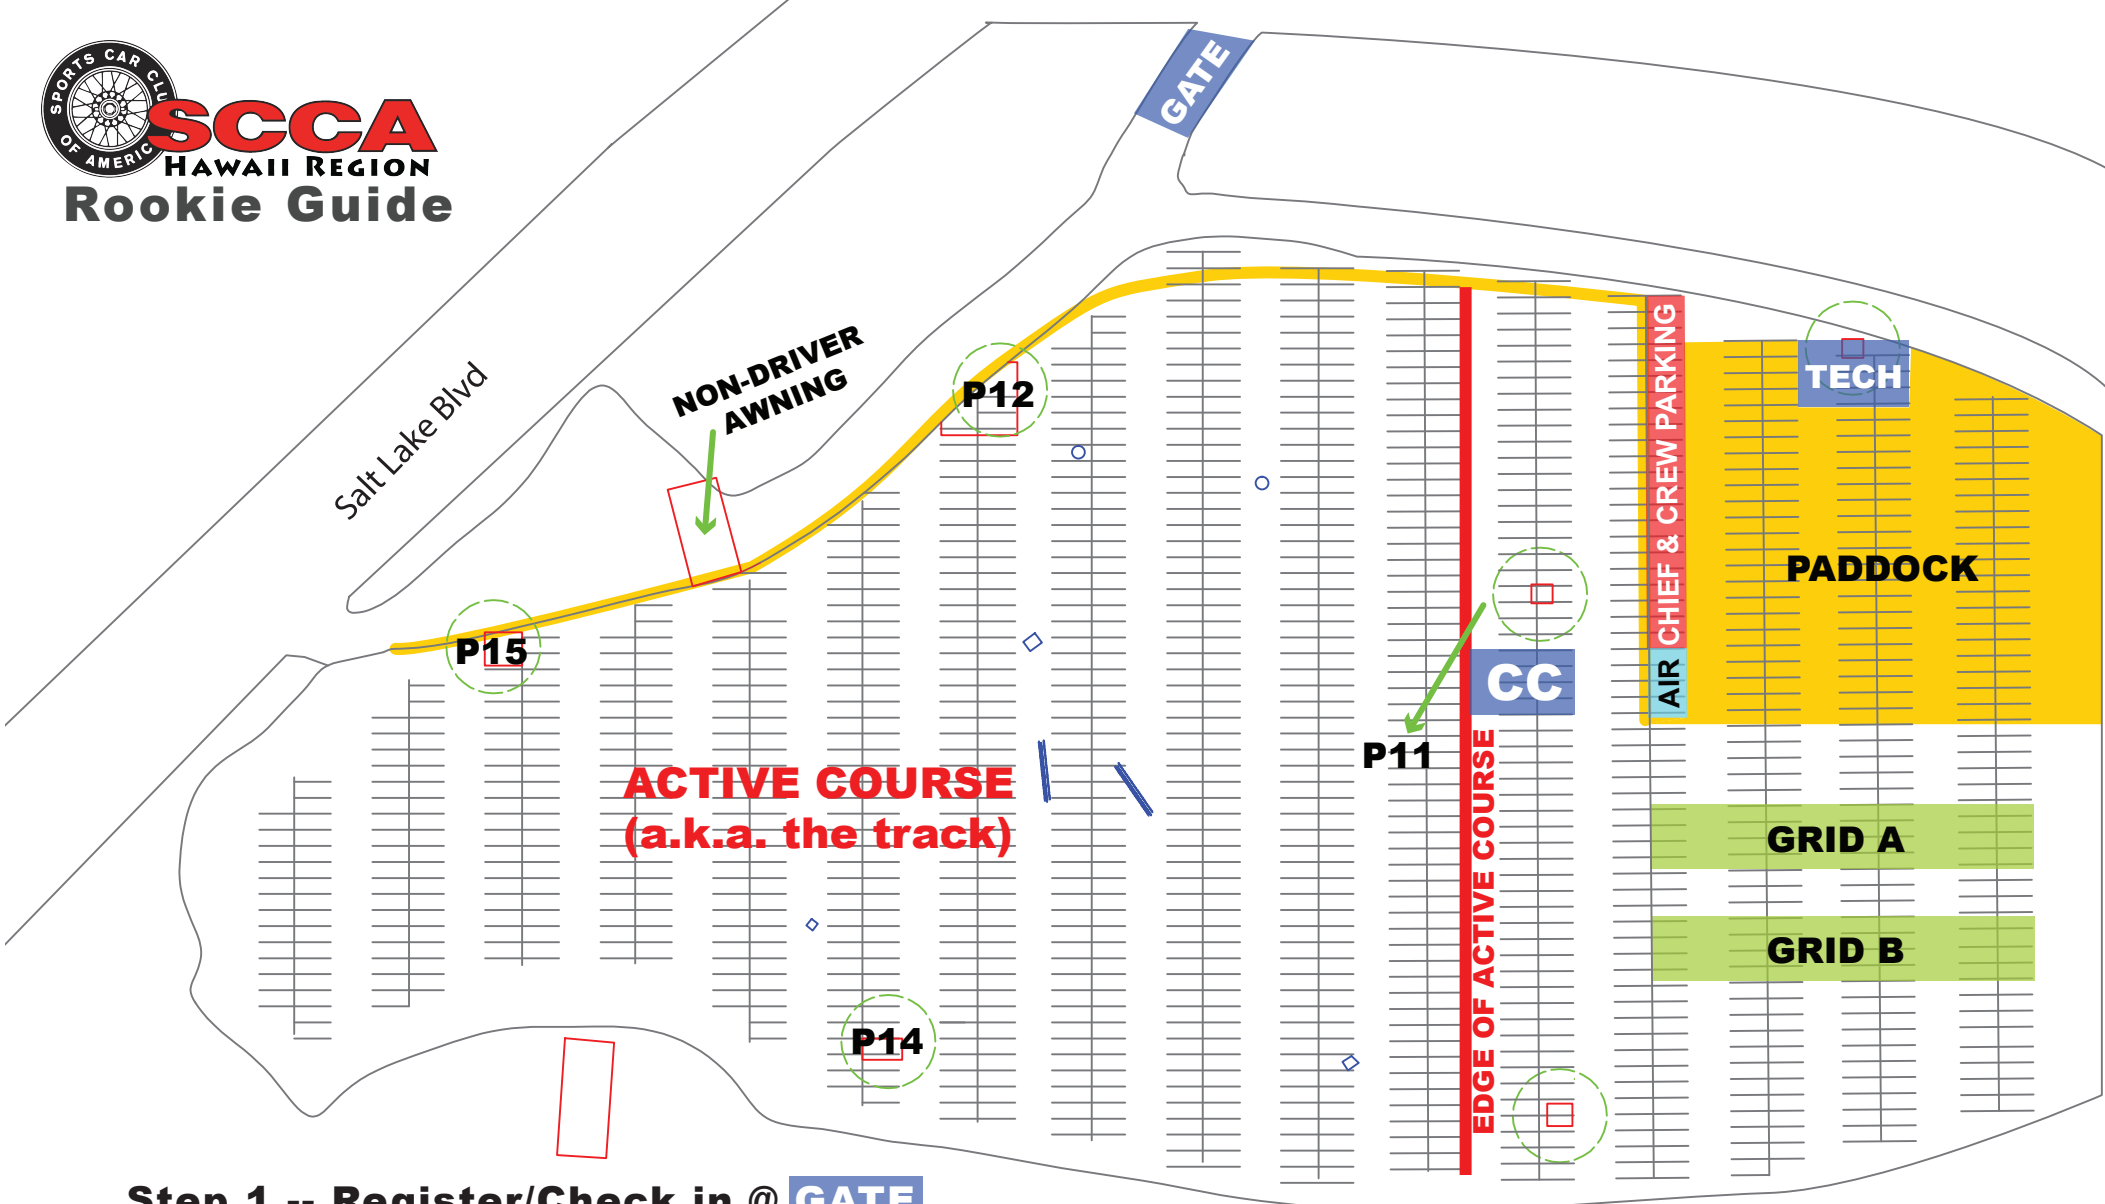 SPORTS CAR CLU
OF AMERIC
SCCA
HAWAII REGION
Rookie Guide
GATE
Salt Lake Blvd
NON-DRIVER
AWNING
P12
P15
CHIEF & CREW PARKING
TECH
PADDOCK
AIR
CC
P11
ACTIVE COURSE
(a.k.a. the track)
EDGE OF ACTIVE COURSE
GRID A
GRID B
P14
Step 1 -- Register/Check in @ GATE